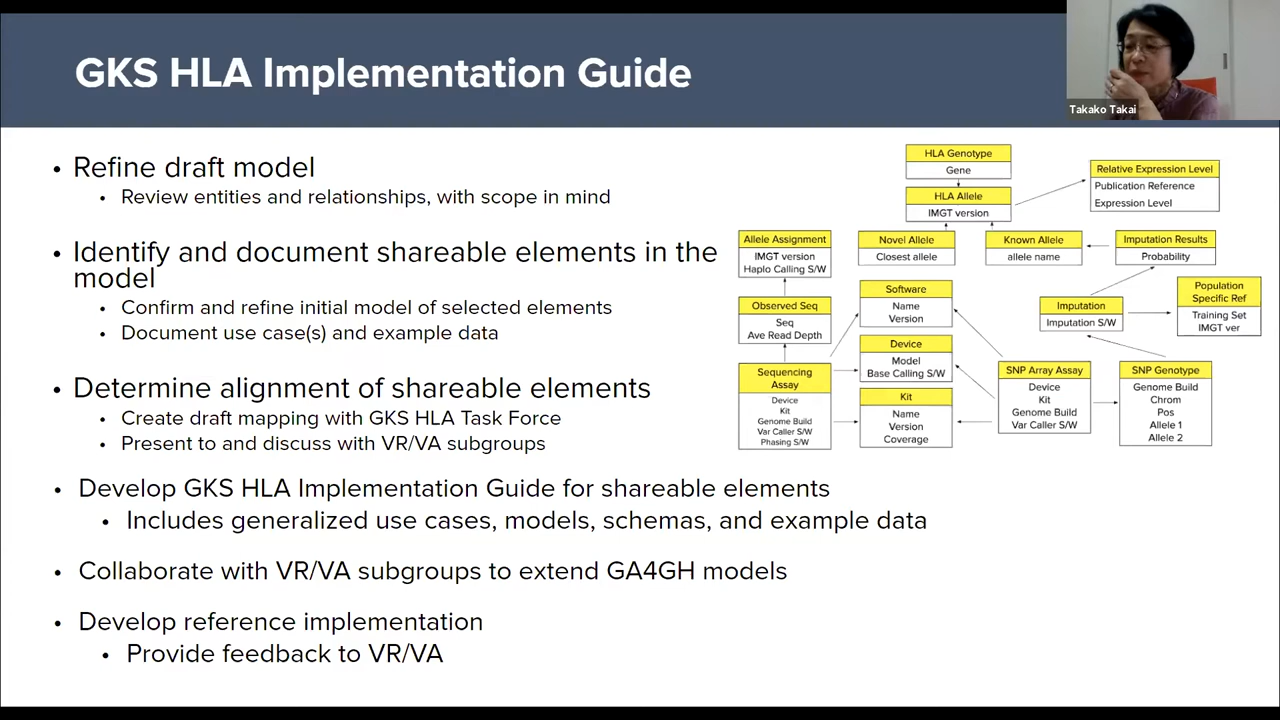 GKS HLA Implementation Guide
Takako Takai
• Refine draft model
• Review entities and relationships, with scope in mind
• Identify and document shareable elements in the
model
• Confirm and refine initial model of selected elements
• Document use case(s) and example data
• Determine alignment of shareable elements
• Create draft mapping with GKS HLA Task Force
• Present to and discuss with VR/VA subgroups
• Develop GKS HLA Implementation Guide for shareable elements
• Includes generalized use cases, models, schemas, and example data
• Collaborate with VR/VA subgroups to extend GA4GH models
• Develop reference implementation
• Provide feedback to VR/VA
HLA Genotype
Gene
HLA Allele
IMGT version
Relative Expression Level
Publication Reference
Expression Level
Allele Assignment
IMGT version
Haplo Calling S/W
Novel Allele
Closest allele
Known Allele
allele name
Imputation Results
Probability
Observed Seq
Seq
Ave Read Depth
Software
Name
Version
Imputation
Imputation S/W
Population
Specific Ref
Training Set
IMGT ver
Sequencing
Assay
Device
Kit
Genome Build
Var Caller S/W
Phasing S/W
Device
Model
Base Calling S/W
Kit
Name
Version
Coverage
SNP Array Assay
Device
Kit
Genome Build
Var Caller S/W
SNP Genotype
Genome Build
Chrom
Pos
Allele 1
Allele 2